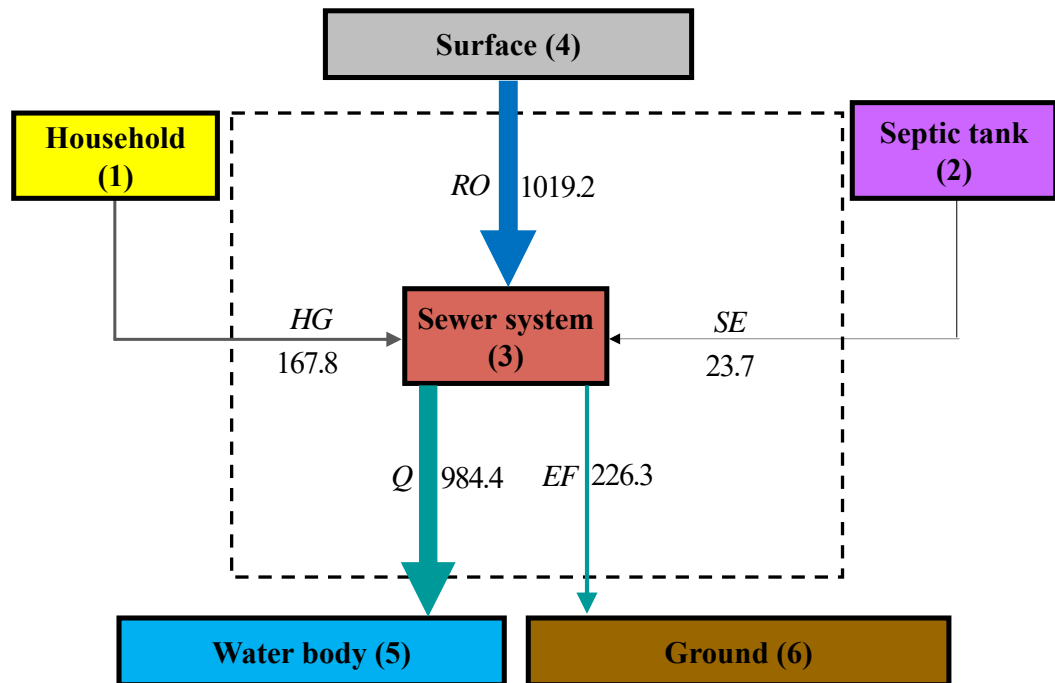 Surface (4)
Household
(1)
Septic tank
(2)
RO 1019.2
Sewer system
(3)
HG
167.8
SE
23.7
Q 984.4
EF 226.3
Water body (5)
Ground (6)